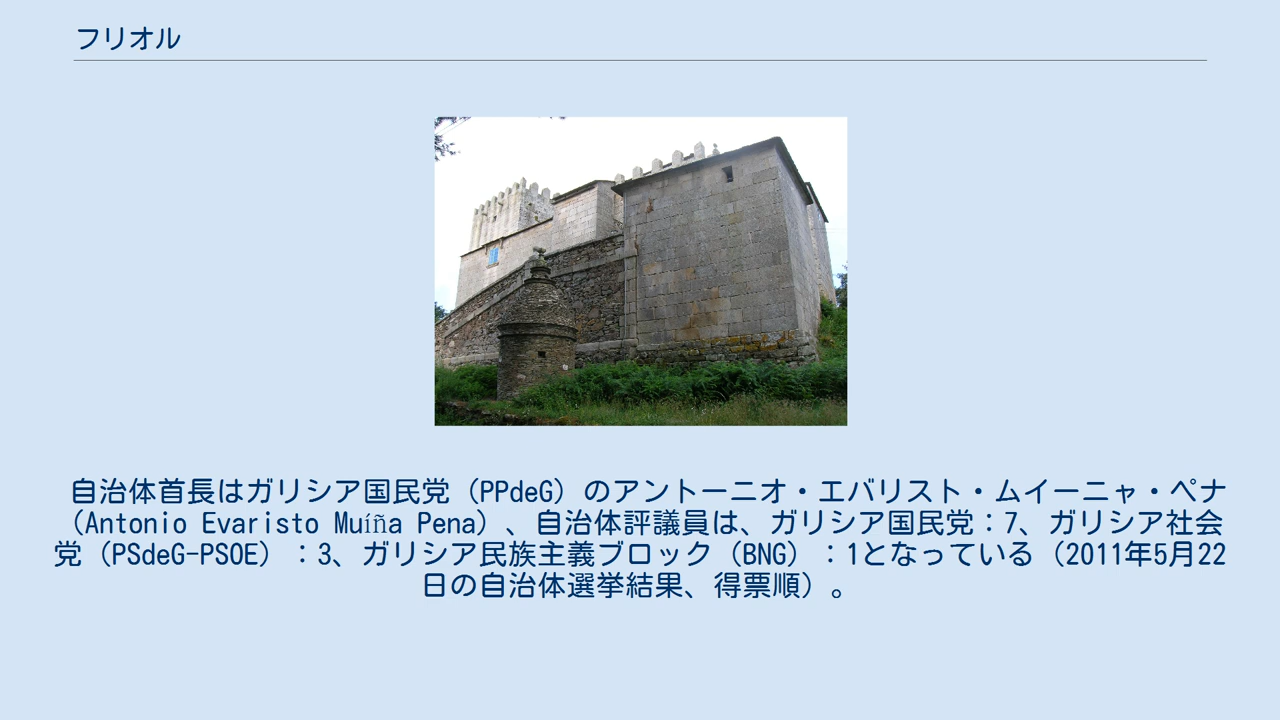 フリオル
自治体首長はガリシア国民党（PPdeG）のアントーニオ・エバリスト・ムイーニャ・ペナ
（Antonio Evaristo Muíña Pena）、自治体評議員は、ガリシア国民党：7、ガリシア社会
党（PSdeG-PSOE）：3、ガリシア民族主義ブロック（BNG）：1となっている（2011年5月22
日の自治体選挙結果、得票順）。